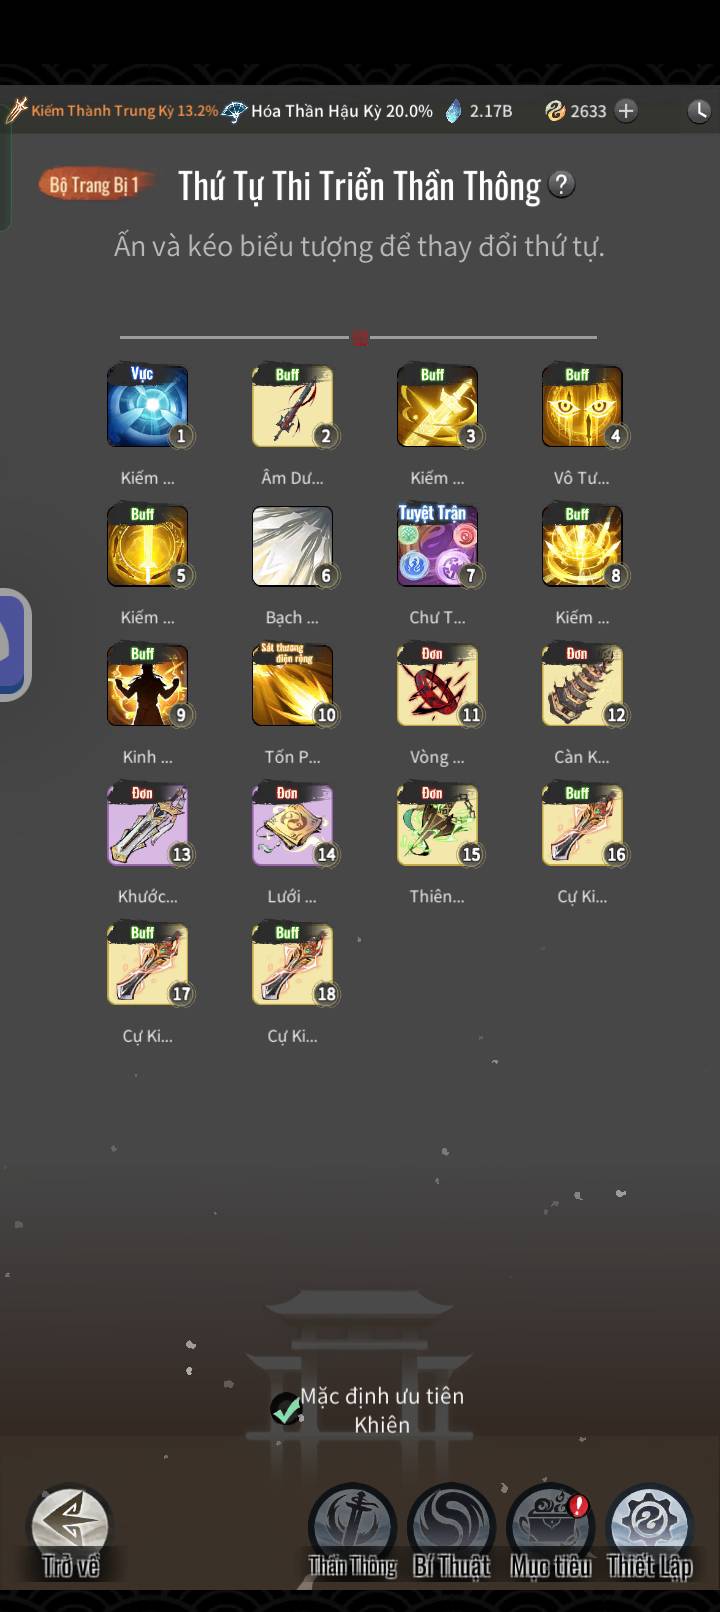 Kiếm Thành Trung Kỳ 13.2% Hóa Thần Hậu Kỳ 20.0% 2.17B 2633
Bộ Trang Bị 1 Thứ Tự Thi Triển Thần Thông ?
Ấn và kéo biểu tượng để thay đổi thứ tự.
Vực Buff Buff Buff
1 2 3 4
Kiếm ... Âm Dư... Kiếm ... Vô Tư...
Buff Tuyệt Trận Buff
5 6 7 8
Kiếm ... Bạch ... Chư T... Kiếm ...
Buff Sát thương diện rộng Đơn Đơn
9 10 11 12
Kinh ... Tốn P... Vòng ... Càn K...
Đơn Đơn Đơn Buff
13 14 15 16
Khước... Lưới ... Thiên... Cự Ki...
Buff Buff
17 18
Cự Ki... Cự Ki...
Mặc định ưu tiên
Khiên
Trở về Thần Thông Bí Thuật Mục tiêu Thiết Lập